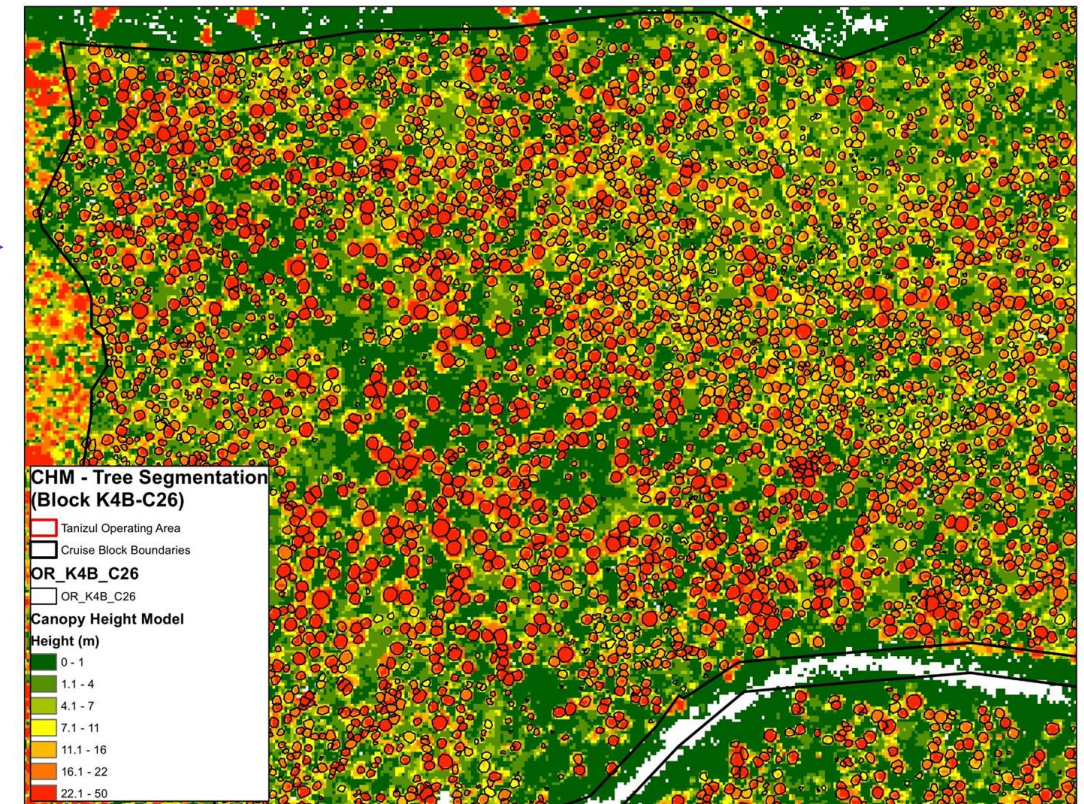 CHM - Tree Segmentation
(Block K4B-C26)
Tanizul Operating Area
Cruise Block Boundaries
OR_K4B_C26
OR_K4B_C26
Canopy Height Model
Height (m)
0 - 1
1.1 - 4
4.1 - 7
7.1 - 11
11.1 - 16
16.1 - 22
22.1 - 50